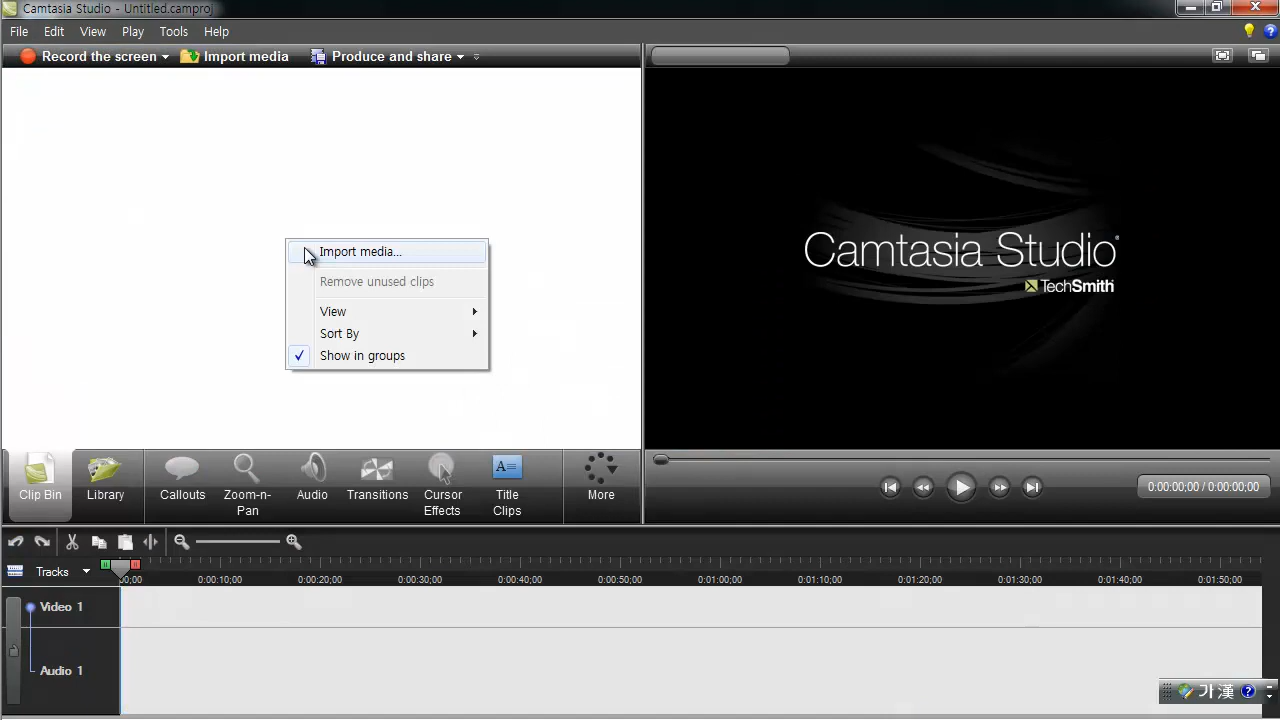 Camtasia Studio - Untitled.camproj
File Edit View Play Tools Help
Record the screen Import media Produce and share
Import media...
Remove unused clips
View
Sort By
Show in groups
Camtasia Studio
TechSmith
Clip Bin Library Callouts Zoom-n-Pan Audio Transitions Cursor Effects Title Clips More
0:00:00;00 / 0:00:00;00
Tracks 0:00:10;00 0:00:20;00 0:00:30;00 0:00:40;00 0:00:50;00 0:01:00;00 0:01:10;00 0:01:20;00 0:01:30;00 0:01:40;00 0:01:50;00
Video 1
Audio 1
가漢